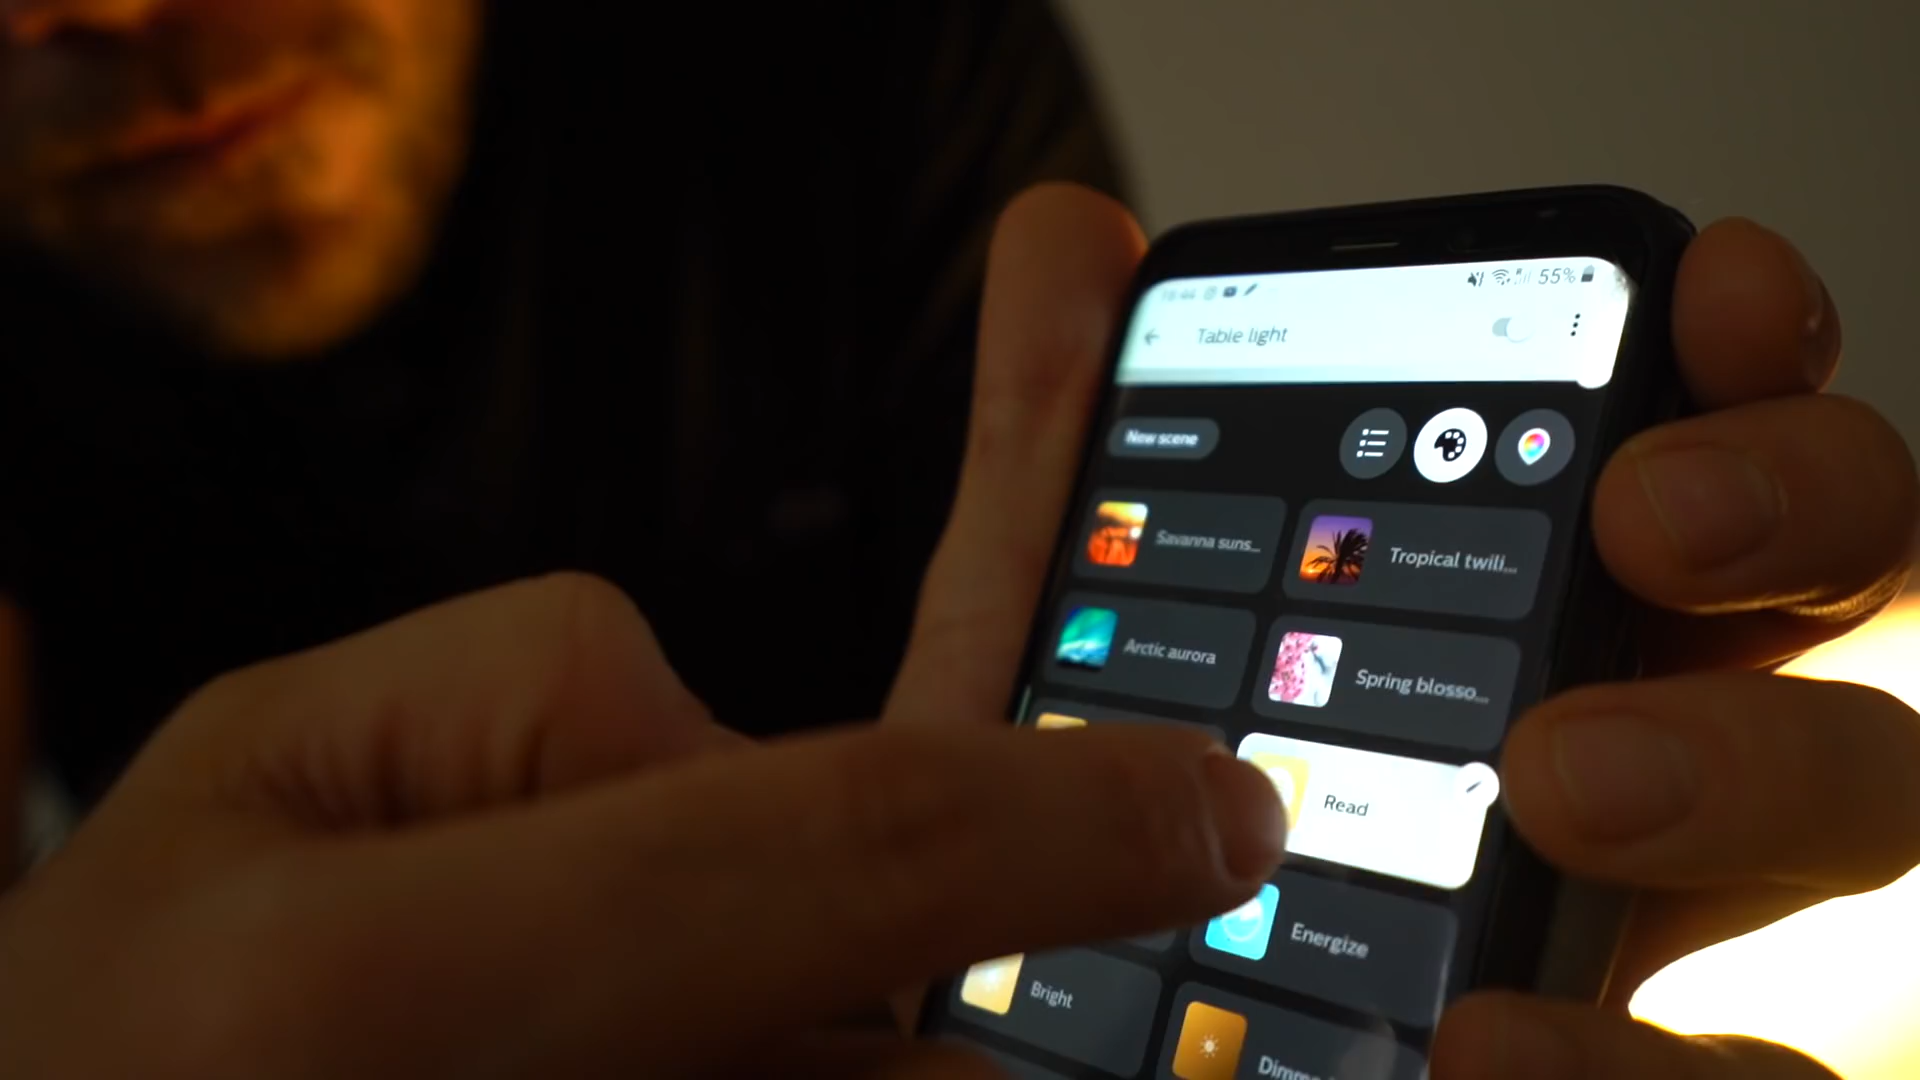 55%
Table light
New scene
Savanna suns...
Tropical twili...
Arctic aurora
Spring blosso...
Read
Energize
Bright